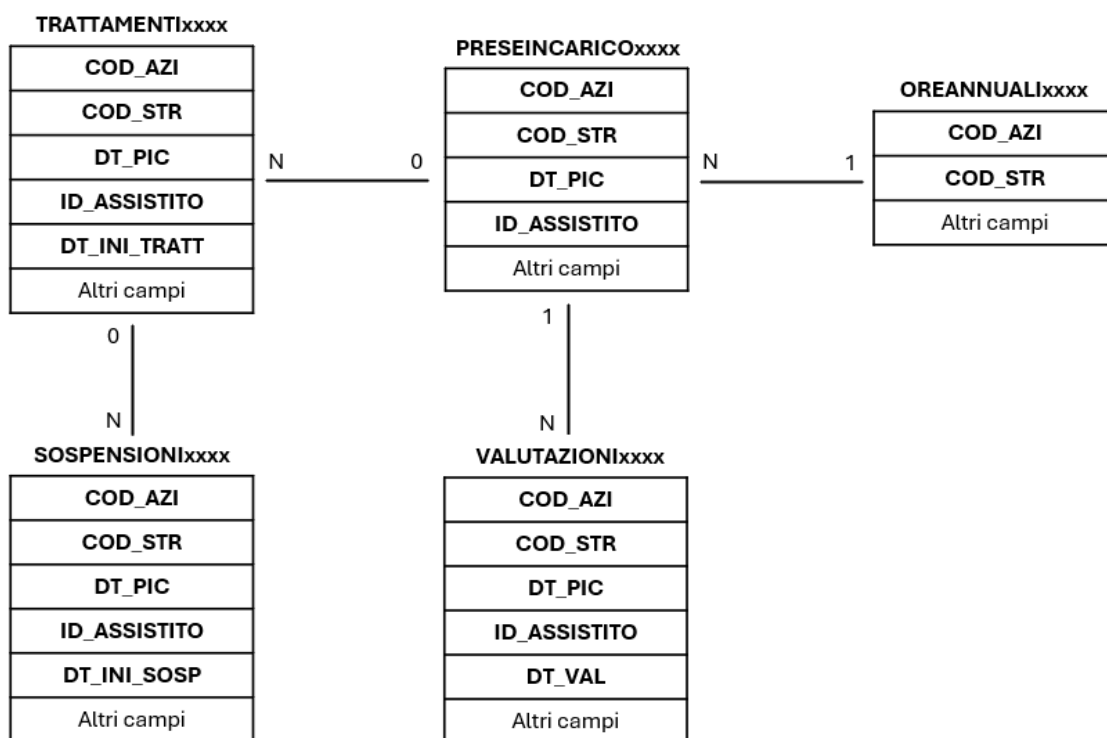 TRATTAMENTIxxxx
COD_AZI
COD_STR
DT_PIC
ID_ASSISTITO
DT_INI_TRATT
Altri campi
N
0
PRESEINCARICOxxxx
COD_AZI
COD_STR
DT_PIC
ID_ASSISTITO
Altri campi
N
1
OREANNUALIxxxx
COD_AZI
COD_STR
Altri campi
0
N
SOSPENSIONIxxxx
COD_AZI
COD_STR
DT_PIC
ID_ASSISTITO
DT_INI_SOSP
Altri campi
1
N
VALUTAZIONIxxxx
COD_AZI
COD_STR
DT_PIC
ID_ASSISTITO
DT_VAL
Altri campi